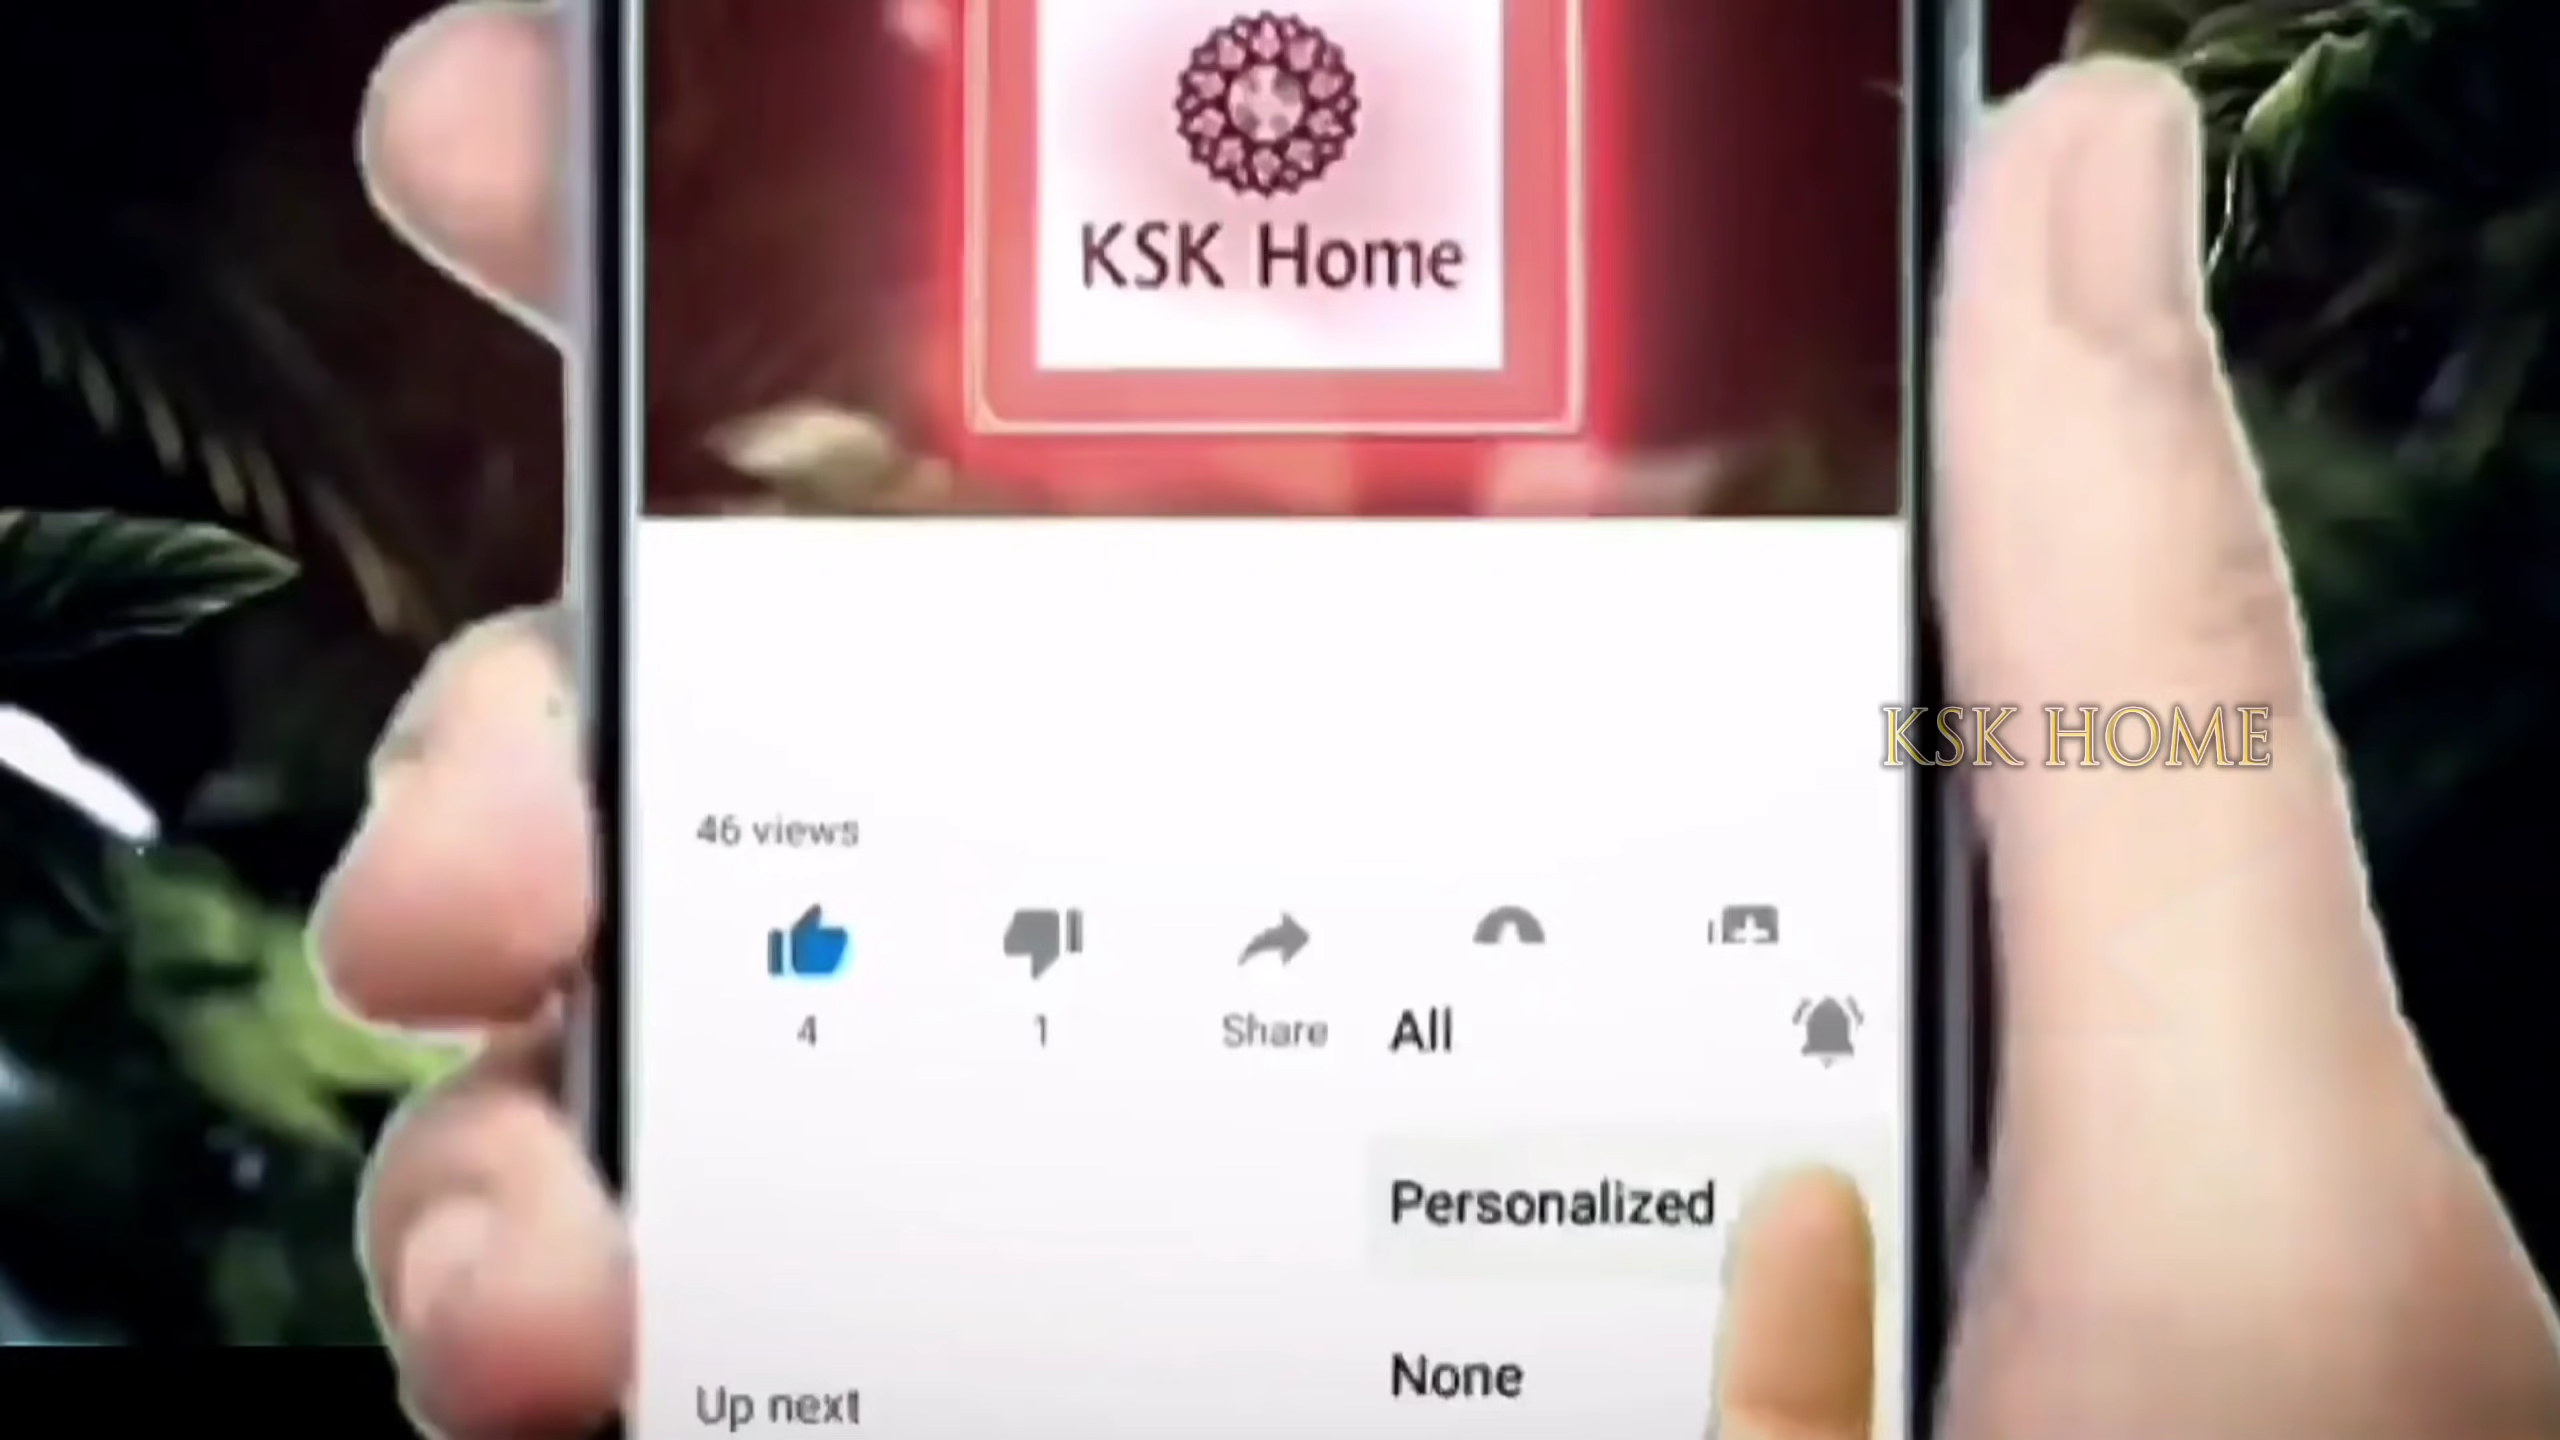 KSK Home
KSK HOME
46 views
4
1
Share
All
Personalized
None
Up next